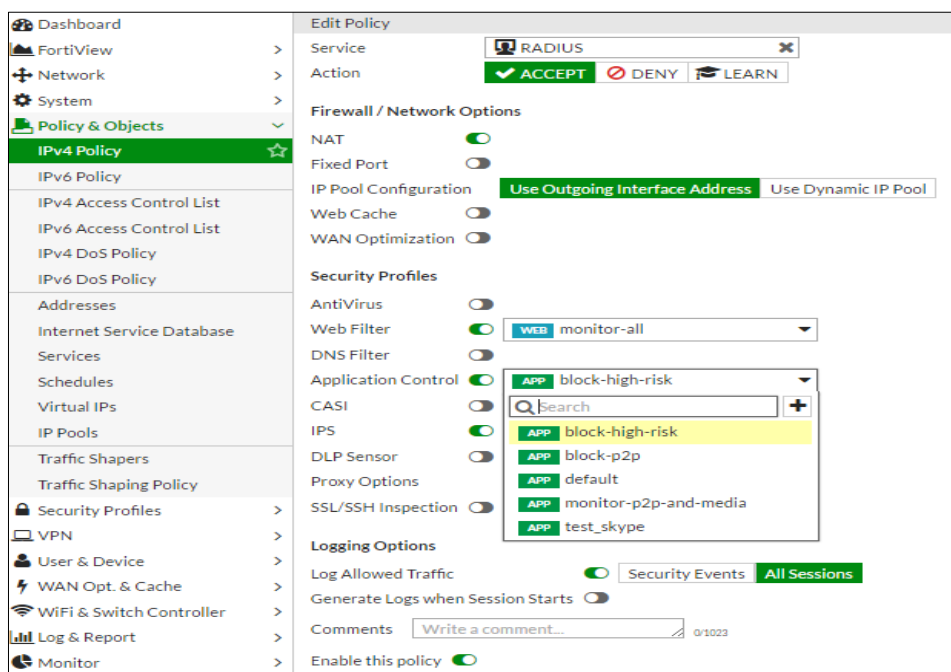 Dashboard
FortiView
Network
System
Policy & Objects
IPv4 Policy
IPv6 Policy
IPv4 Access Control List
IPv6 Access Control List
IPv4 DoS Policy
IPv6 DoS Policy
Addresses
Internet Service Database
Services
Schedules
Virtual IPs
IP Pools
Traffic Shapers
Traffic Shaping Policy
Security Profiles
VPN
User & Device
WAN Opt. & Cache
WiFi & Switch Controller
Log & Report
Monitor
Edit Policy
Service RADIUS
Action ACCEPT DENY LEARN
Firewall / Network Options
NAT
Fixed Port
IP Pool Configuration Use Outgoing Interface Address Use Dynamic IP Pool
Web Cache
WAN Optimization
Security Profiles
AntiVirus
Web Filter WEB monitor-all
DNS Filter
Application Control APP block-high-risk
CASI Search
IPS APP block-high-risk
DLP Sensor APP block-p2p
Proxy Options APP default
APP monitor-p2p-and-media
SSL/SSH Inspection APP test_skype
Logging Options
Log Allowed Traffic Security Events All Sessions
Generate Logs when Session Starts
Comments Write a comment... 0/1023
Enable this policy